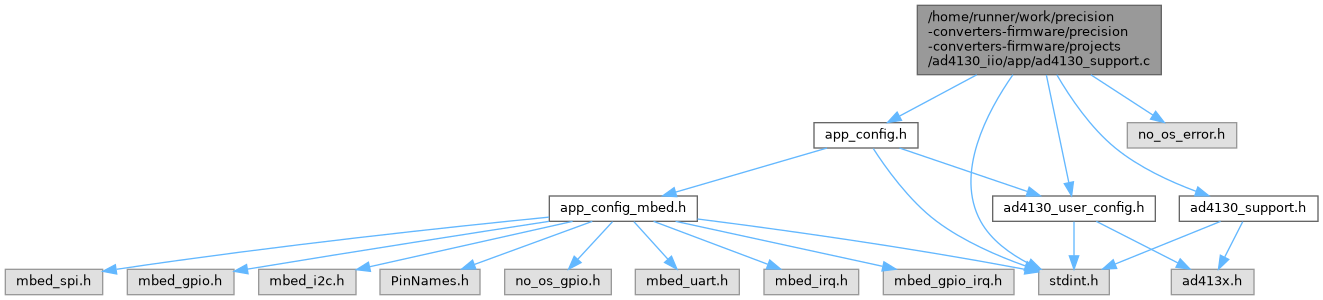 /home/runner/work/precision
-converters-firmware/precision
-converters-firmware/projects
/ad4130_iio/app/ad4130_support.c
app_config.h
no_os_error.h
app_config_mbed.h
ad4130_user_config.h
ad4130_support.h
mbed_spi.h
mbed_gpio.h
mbed_i2c.h
PinNames.h
no_os_gpio.h
mbed_uart.h
mbed_irq.h
mbed_gpio_irq.h
stdint.h
ad413x.h